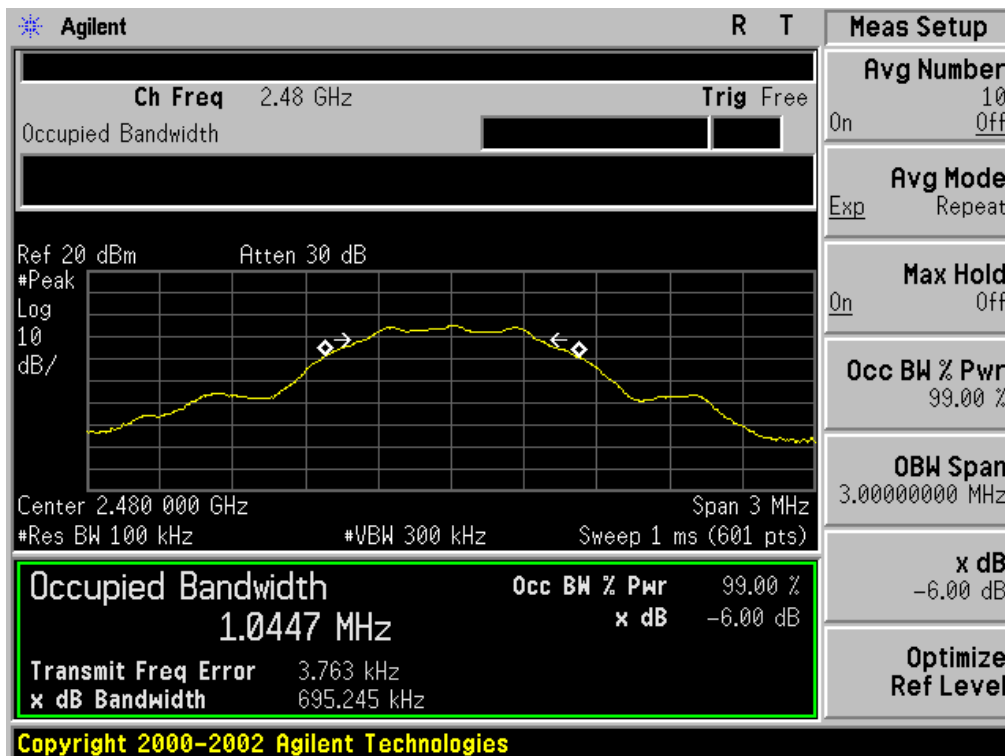 Agilent R T
Ch Freq 2.48 GHz Trig Free
Occupied Bandwidth
Ref 20 dBm Atten 30 dB
#Peak
Log
10
dB/
Center 2.480 000 GHz Span 3 MHz
#Res BW 100 kHz #VBW 300 kHz Sweep 1 ms (601 pts)
Occupied Bandwidth Occ BW % Pwr 99.00 %
1.0447 MHz x dB -6.00 dB
Transmit Freq Error 3.763 kHz
x dB Bandwidth 695.245 kHz
Copyright 2000-2002 Agilent Technologies
Meas Setup
Avg Number
10
On Off
Avg Mode
Exp Repeat
Max Hold
On Off
Occ BW % Pwr
99.00 %
OBW Span
3.00000000 MHz
x dB
-6.00 dB
Optimize
Ref Level